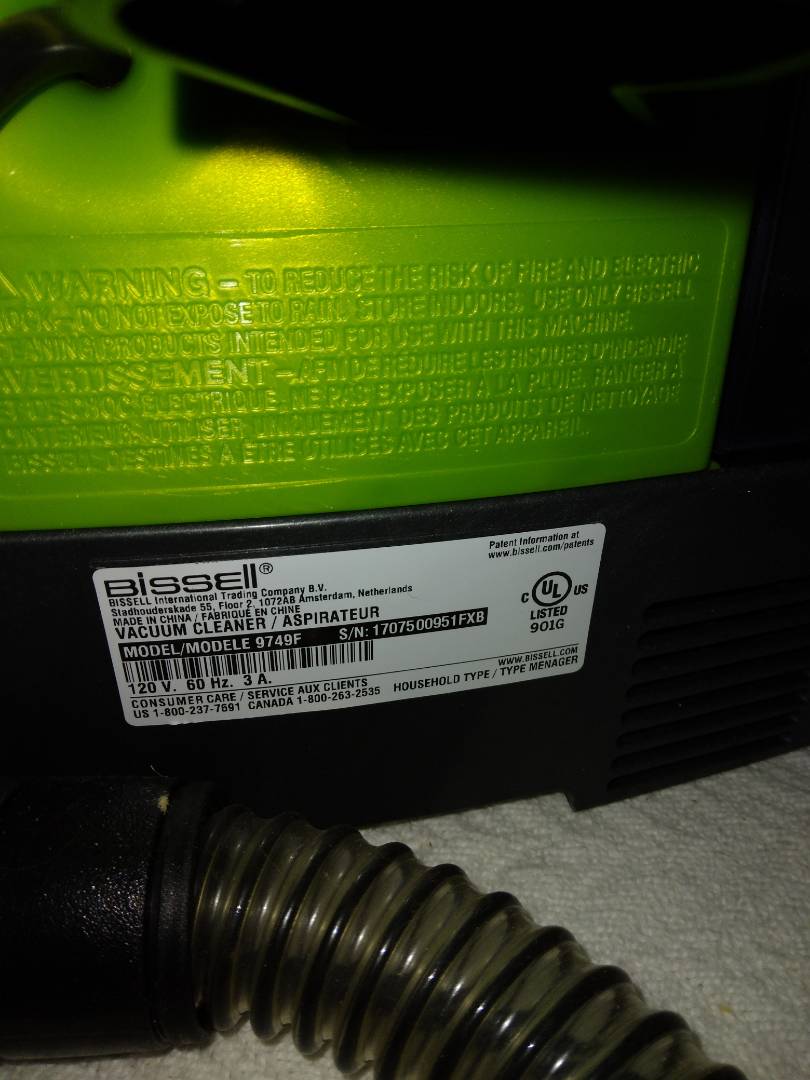 WARNING – TO REDUCE THE RISK OF FIRE AND ELECTRIC
SHOCK – DO NOT EXPOSE TO RAIN. STORE INDOORS. USE ONLY BISSELL
CLEANING PRODUCTS INTENDED FOR USE WITH THIS MACHINE.
AVERTISSEMENT – AFIN DE RÉDUIRE LES RISQUES D'INCENDIE
CHOC ÉLECTRIQUE, NE PAS EXPOSER À LA PLUIE. RANGER À
L'INTÉRIEUR. UTILISER UNIQUEMENT DES PRODUITS DE NETTOYAGE
BISSELL DESTINÉS À ÊTRE UTILISÉS AVEC CET APPAREIL.
Patent Information at
www.bissell.com/patents
BISSELL®
BISSELL International Trading Company B.V.
Stadhouderskade 55, Floor 2, 1072AB Amsterdam, Netherlands
MADE IN CHINA / FABRIQUÉ EN CHINE
VACUUM CLEANER / ASPIRATEUR
MODEL/MODELE 9749F S/N: 1707500951FXB
C UL US
LISTED
901G
120 V. 60 Hz. 3 A.
WWW.BISSELL.COM
CONSUMER CARE / SERVICE AUX CLIENTS
HOUSEHOLD TYPE / TYPE MENAGER
US 1-800-237-7691 CANADA 1-800-263-2535